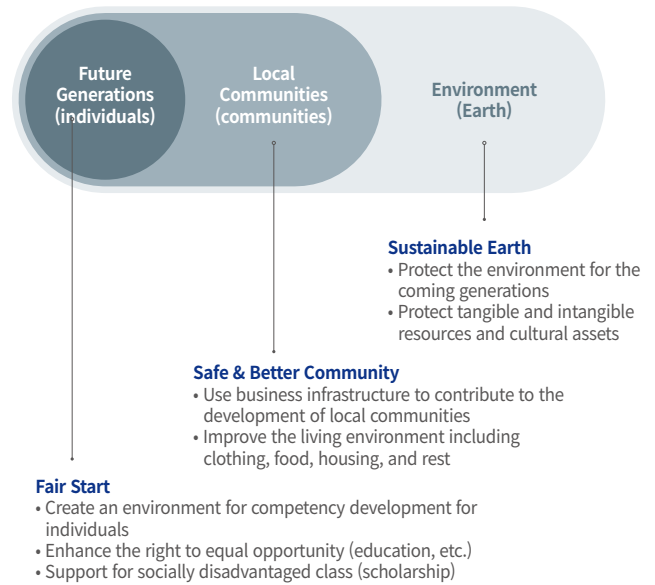 Future
Generations
(individuals)
Local
Communities
(communities)
Environment
(Earth)
Sustainable Earth
• Protect the environment for the
coming generations
• Protect tangible and intangible
resources and cultural assets
Safe & Better Community
• Use business infrastructure to contribute to the
development of local communities
• Improve the living environment including
clothing, food, housing, and rest
Fair Start
• Create an environment for competency development for
individuals
• Enhance the right to equal opportunity (education, etc.)
• Support for socially disadvantaged class (scholarship)